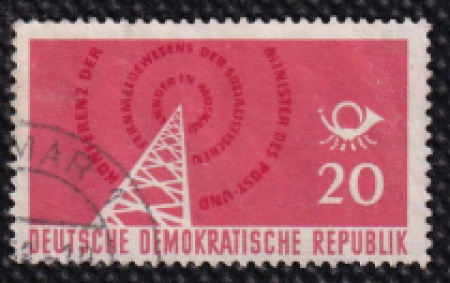 KONFERENZ DER MINISTER DES POST- UND
FERNMELDEWESENS DER SOZIALISTISCHEN
LÄNDER IN MOSKAU
20
DEUTSCHE DEMOKRATISCHE REPUBLIK
MAR